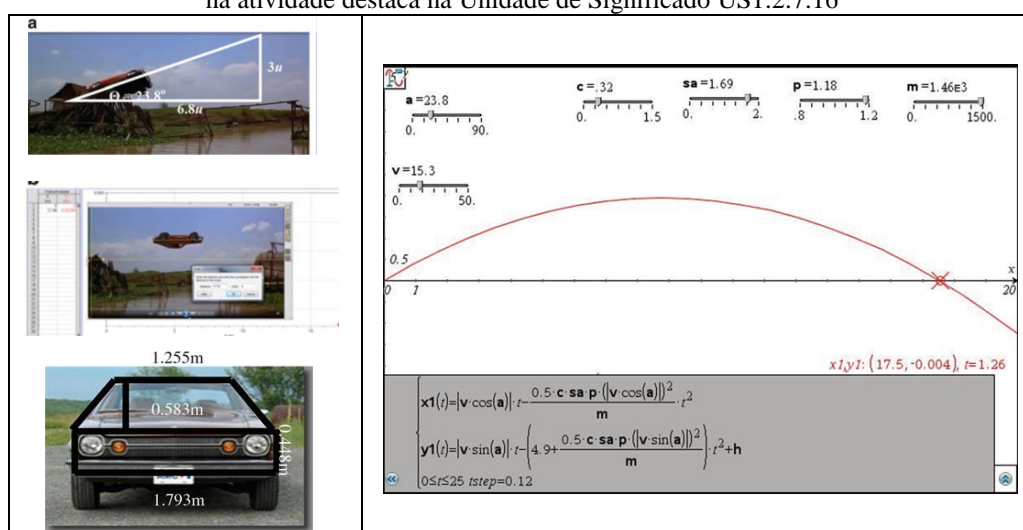 na atividade destaca na Unidade de Significado US1.2.7.16
a
3u
Θ = 23.8°
6.8u
b
1.255m
0.583m
0.448m
1.793m
a=23.8
0. 90.
c=.32
0. 1.5
sa=1.69
0. 2.
p=1.18
.8 1.2
m=1.46E3
0. 1500.
v=15.3
0. 50.
0.5
x
0 1 20
x1,y1: (17.5,-0.004), t=1.26
x1(t)=|v·cos(a)|·t-0.5·c·sa·p·(|v·cos(a)|)²/m·t²
y1(t)=|v·sin(a)|·t-(4.9+0.5·c·sa·p·(|v·sin(a)|)²/m)·t²+h
0≤t≤25 tstep=0.12